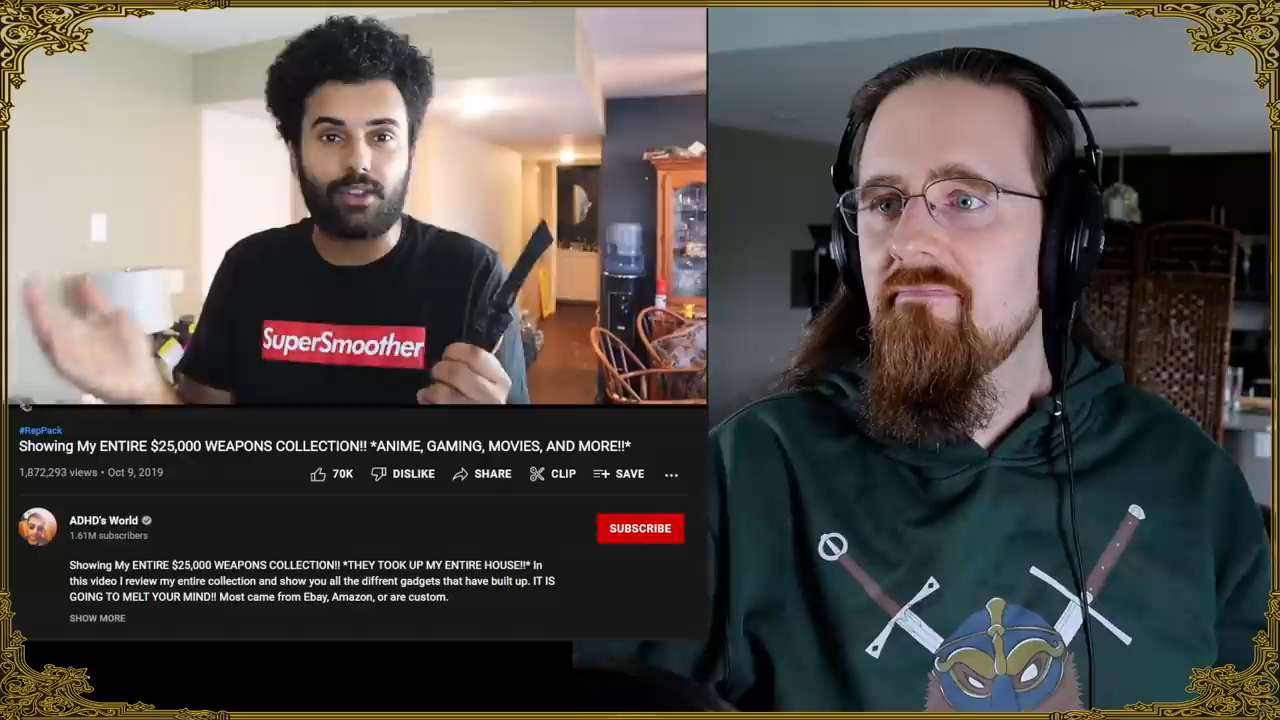 SuperSmoother
#RepPack
Showing My ENTIRE $25,000 WEAPONS COLLECTION!! *ANIME, GAMING, MOVIES, AND MORE!!*
1,872,293 views • Oct 9, 2019
70K
DISLIKE
SHARE
CLIP
SAVE
ADHD's World
1.61M subscribers
SUBSCRIBE
Showing My ENTIRE $25,000 WEAPONS COLLECTION!! *THEY TOOK UP MY ENTIRE HOUSE!!* In
this video I review my entire collection and show you all the diffrent gadgets that have built up. IT IS
GOING TO MELT YOUR MIND!! Most came from Ebay, Amazon, or are custom.
SHOW MORE